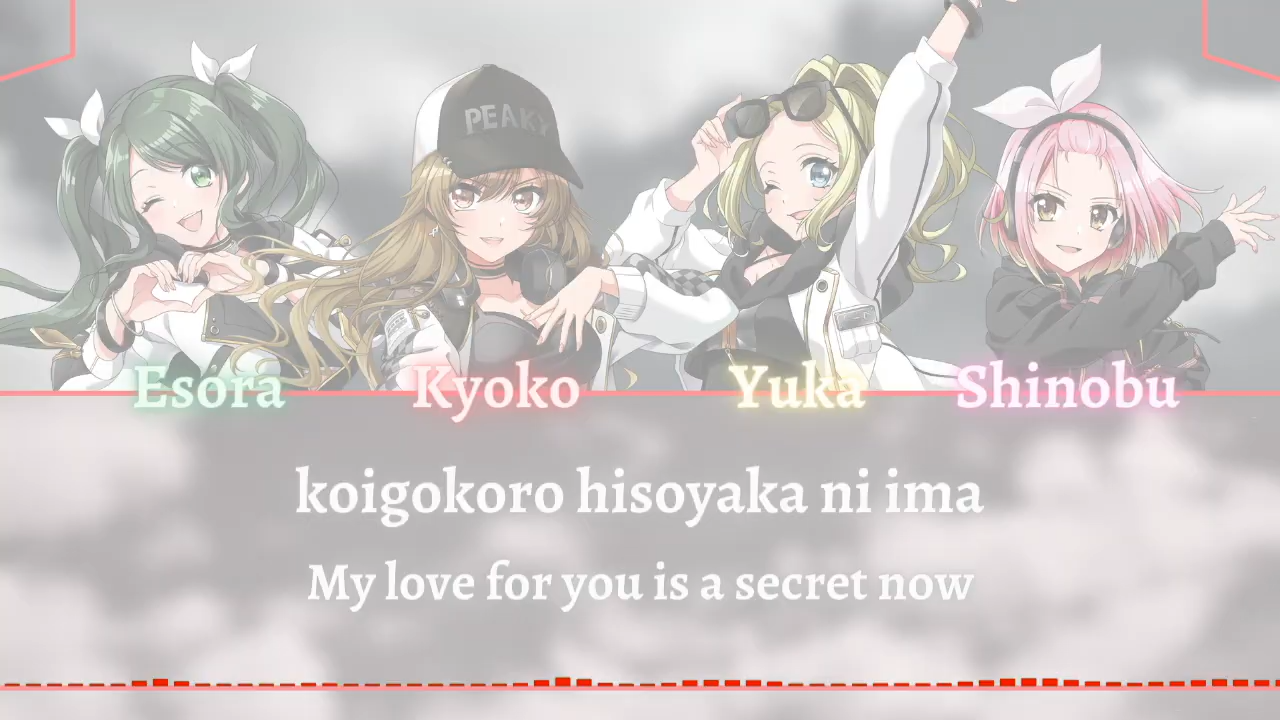 PEAKY
Esora Kyoko Yuka Shinobu
koigokoro hisoyaka ni ima
My love for you is a secret now